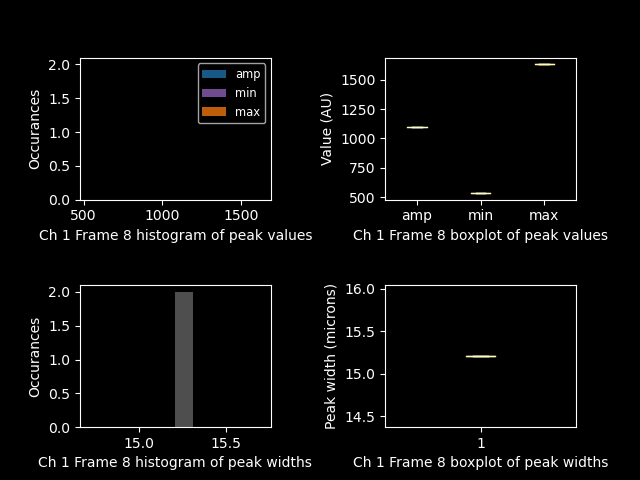 2.0
1.5
1.0
0.5
0.0
Occurances
amp
min
max
500 1000 1500
Ch 1 Frame 8 histogram of peak values
1500
1250
1000
750
500
Value (AU)
amp min max
Ch 1 Frame 8 boxplot of peak values
2.0
1.5
1.0
0.5
0.0
Occurances
15.0 15.5
Ch 1 Frame 8 histogram of peak widths
16.0
15.5
15.0
14.5
Peak width (microns)
1
Ch 1 Frame 8 boxplot of peak widths